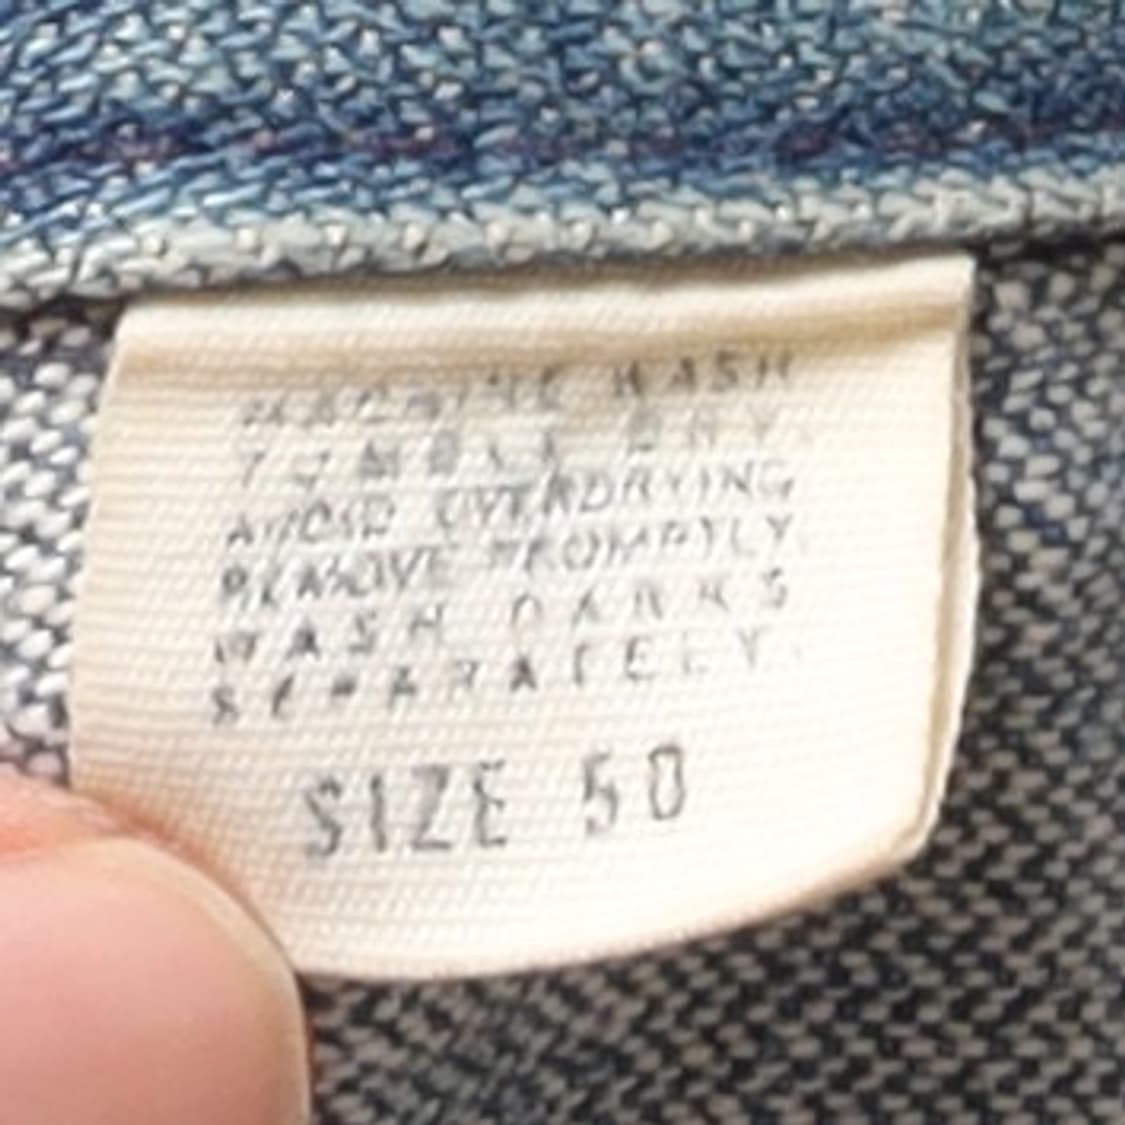 MACHINE WASH
TUMBLE DRY.
AVOID OVERDRYING
REMOVE PROMPTLY.
WASH DARKS
SEPARATELY.
SIZE 50